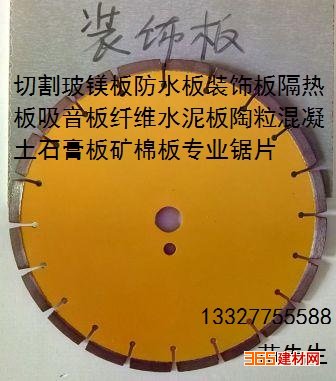 装饰板
切割玻镁板防水板装饰板隔热
板吸音板纤维水泥板陶粒混凝
土石膏板矿棉板专业锯片
13327755588
先生
365建材网